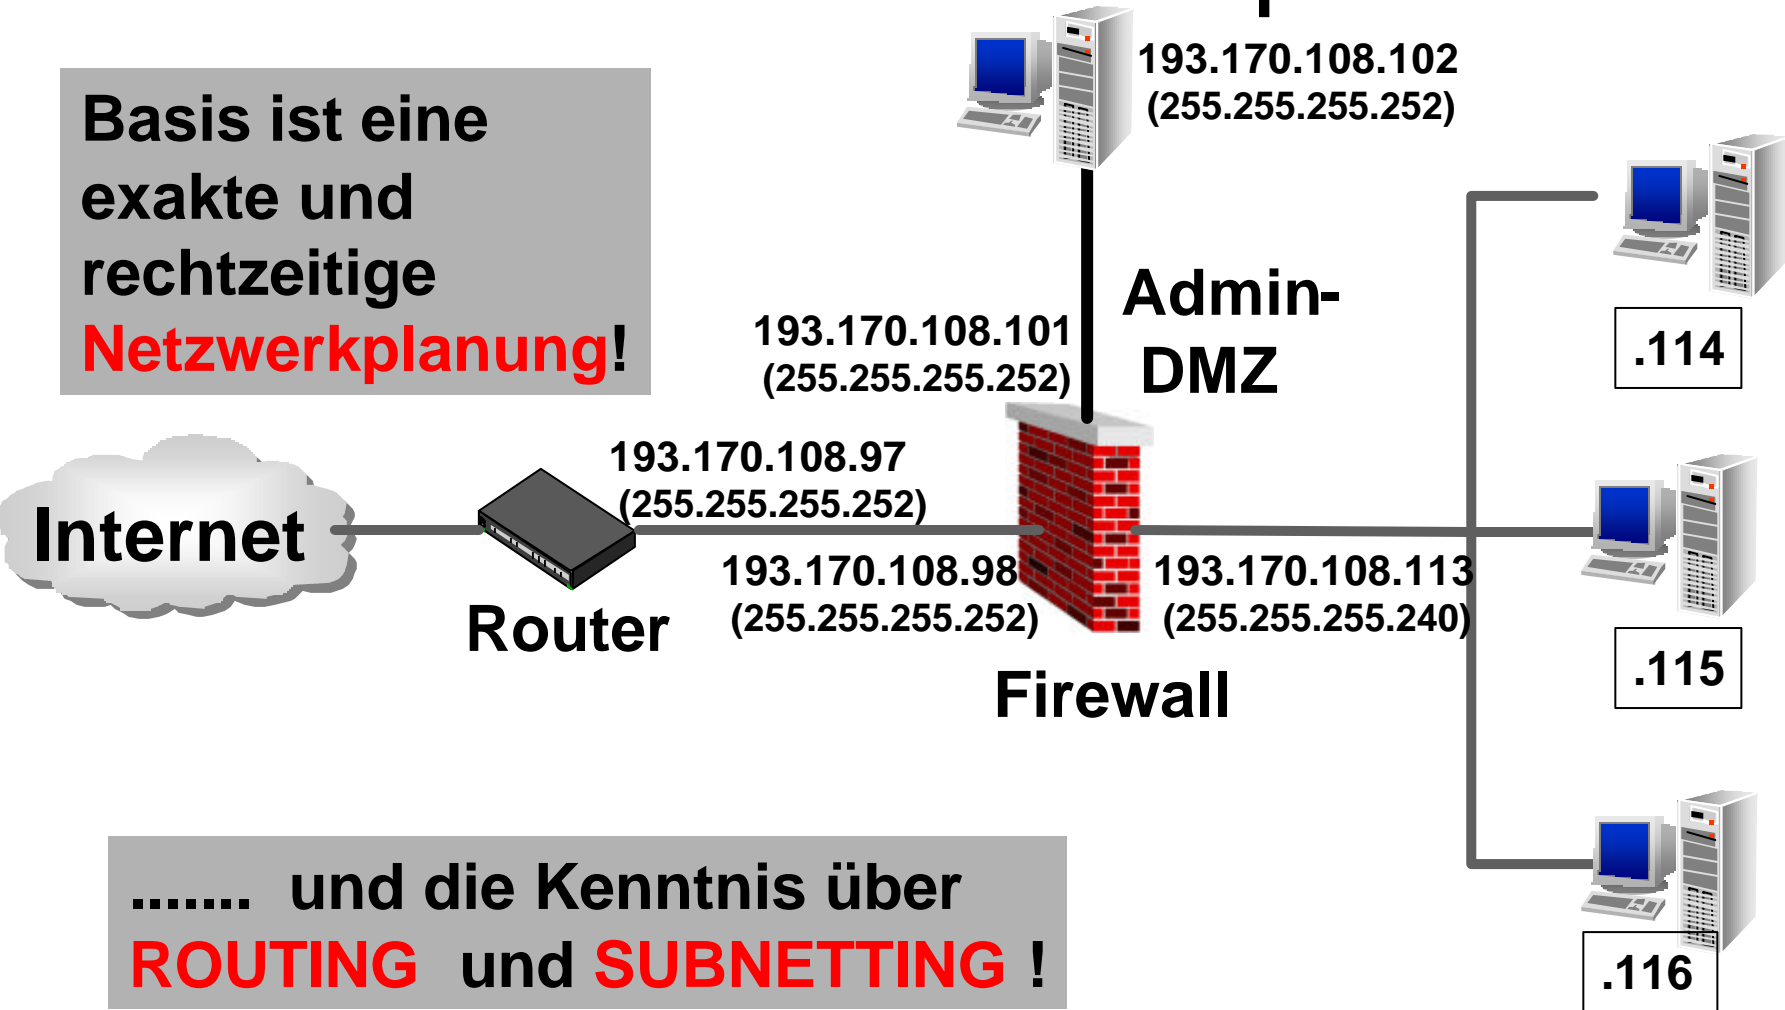 193.170.108.102
(255.255.255.252)
Basis ist eine
exakte und
rechtzeitige
Netzwerkplanung!
Admin-
DMZ
193.170.108.101
(255.255.255.252)
.114
193.170.108.97
(255.255.255.252)
Internet
193.170.108.98
(255.255.255.252)
193.170.108.113
(255.255.255.240)
Router
Firewall
.115
....... und die Kenntnis über
ROUTING und SUBNETTING !
.116